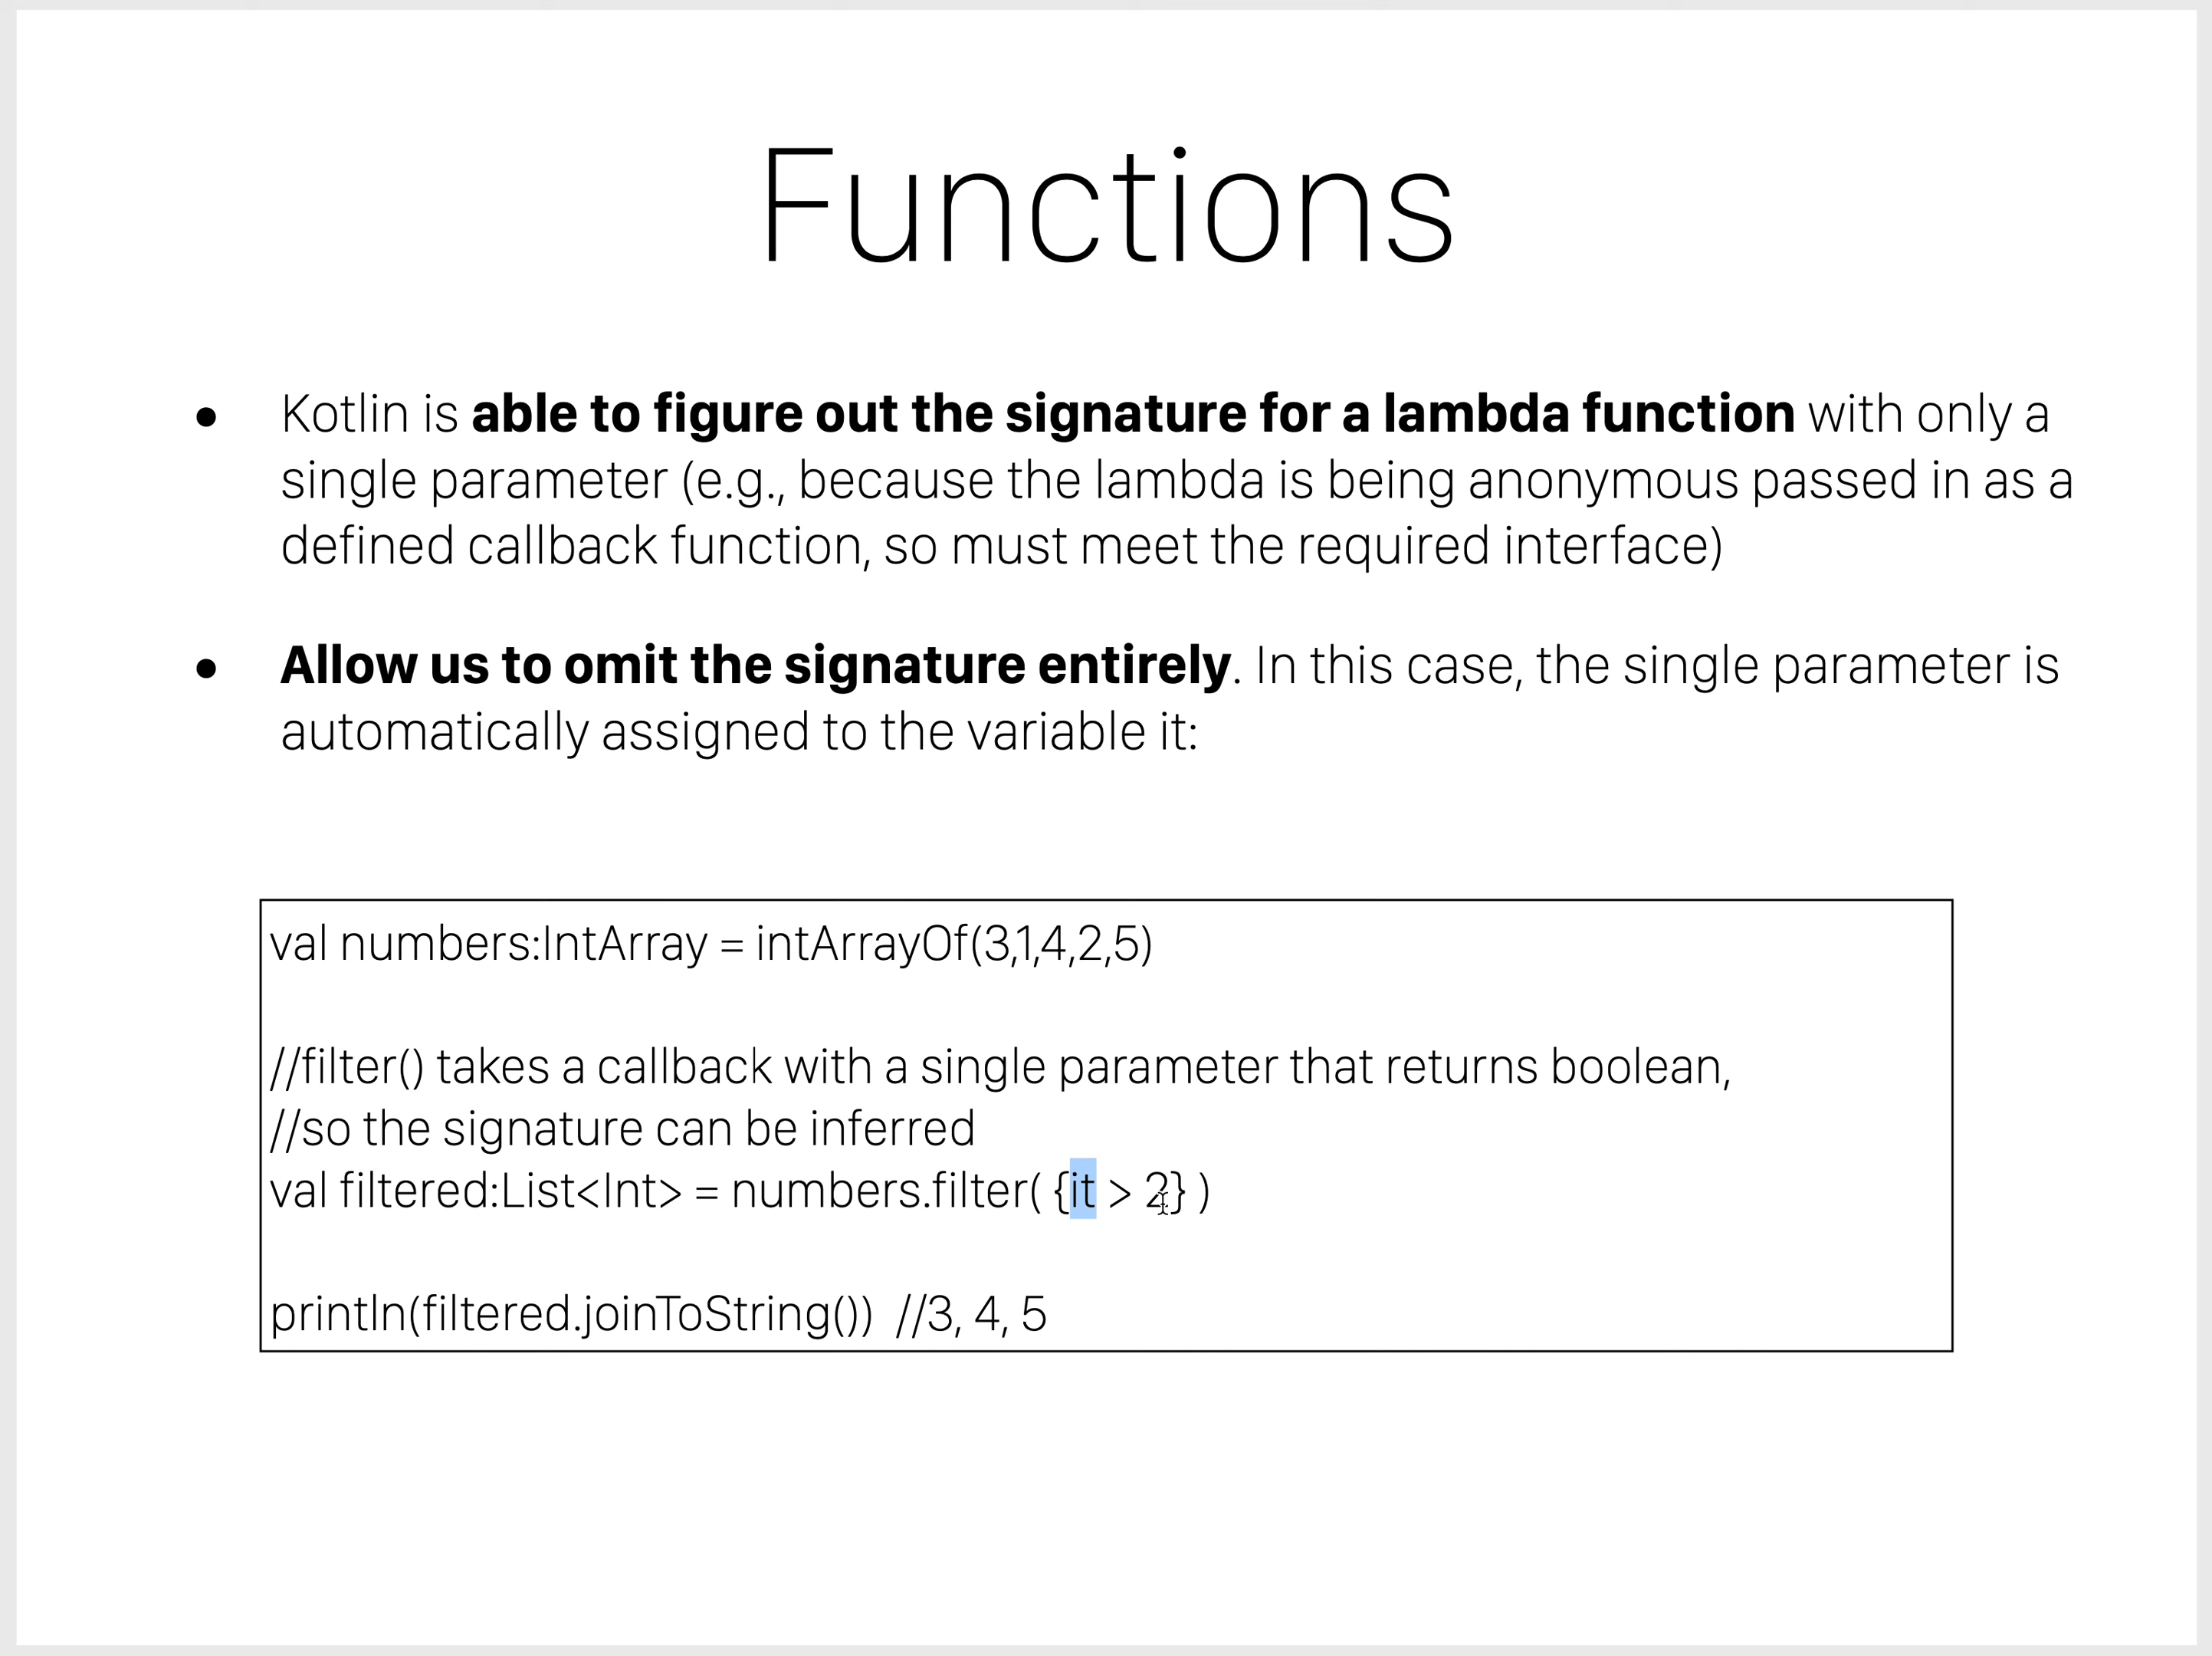 Functions
• Kotlin is able to figure out the signature for a lambda function with only a
single parameter (e.g., because the lambda is being anonymous passed in as a
defined callback function, so must meet the required interface)
• Allow us to omit the signature entirely. In this case, the single parameter is
automatically assigned to the variable it:
val numbers:IntArray = intArrayOf(3,1,4,2,5)
//filter() takes a callback with a single parameter that returns boolean,
//so the signature can be inferred
val filtered:List<Int> = numbers.filter( {it > 2} )
println(filtered.joinToString()) //3, 4, 5